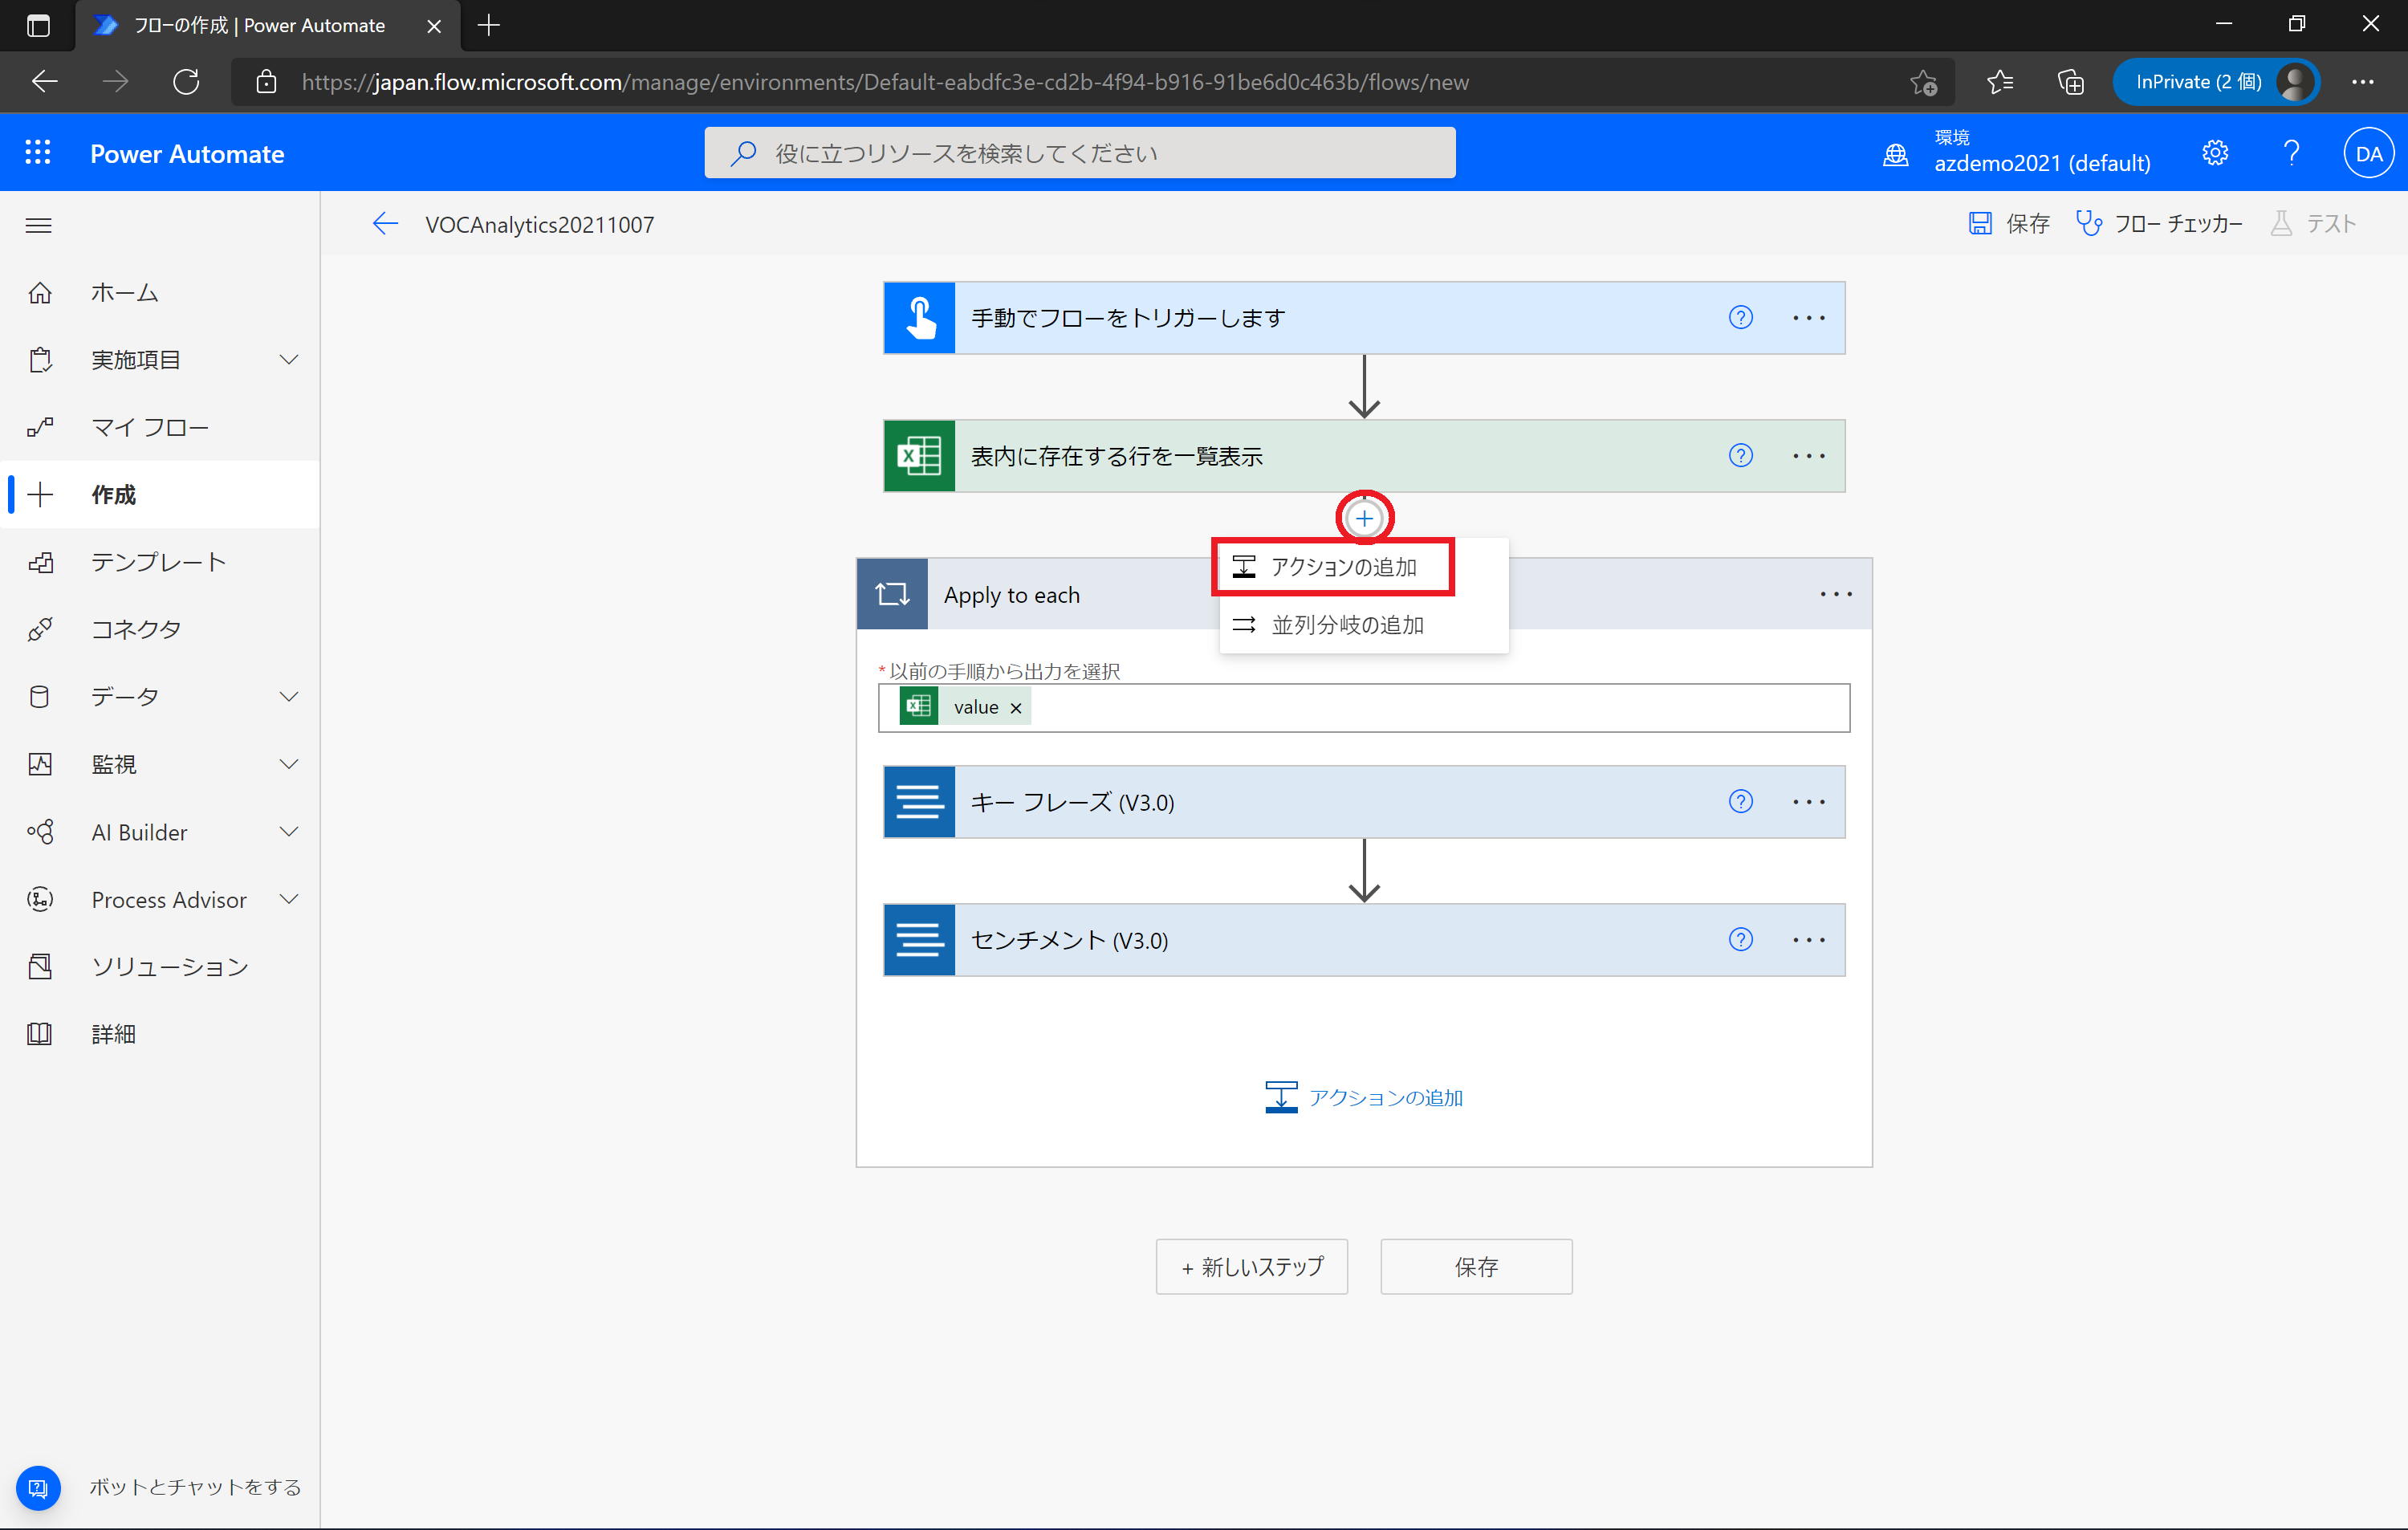 フローの作成 | Power Automate
https://japan.flow.microsoft.com/manage/environments/Default-eabdfc3e-cd2b-4f94-b916-91be6d0c463b/flows/new
InPrivate (2 個)
Power Automate
役に立つリソースを検索してください
環境
azdemo2021 (default)
DA
VOCAnalytics20211007
保存
フロー チェッカー
テスト
ホーム
実施項目
マイ フロー
作成
テンプレート
コネクタ
データ
監視
AI Builder
Process Advisor
ソリューション
詳細
ボットとチャットをする
手動でフローをトリガーします
表内に存在する行を一覧表示
アクションの追加
並列分岐の追加
Apply to each
* 以前の手順から出力を選択
value ×
キー フレーズ (V3.0)
センチメント (V3.0)
アクションの追加
+ 新しいステップ
保存